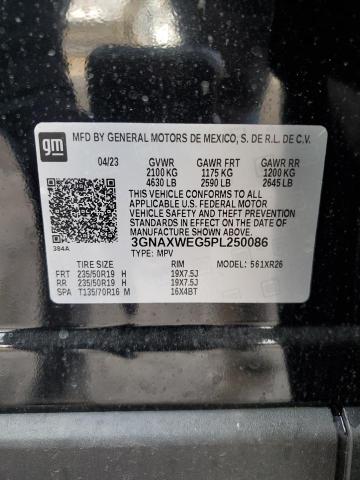 gm
MFD BY GENERAL MOTORS DE MEXICO, S. DE R.L. DE C.V.
04/23 GVWR GAWR FRT GAWR RR
2100 KG 1175 KG 1200 KG
4630 LB 2590 LB 2645 LB
THIS VEHICLE CONFORMS TO ALL
APPLICABLE U.S. FEDERAL MOTOR
VEHICLE SAFETY AND THEFT PREVENTION
STANDARDS IN EFFECT ON THE DATE
OF MANUFACTURE SHOWN ABOVE.
384A
3GNAXWEG5PL250086
TYPE: MPV
TIRE SIZE RIM MODEL: 561XR26
FRT 235/50R19 H 19X7.5J
RR 235/50R19 H 19X7.5J
SPA T135/70R16 M 16X4BT